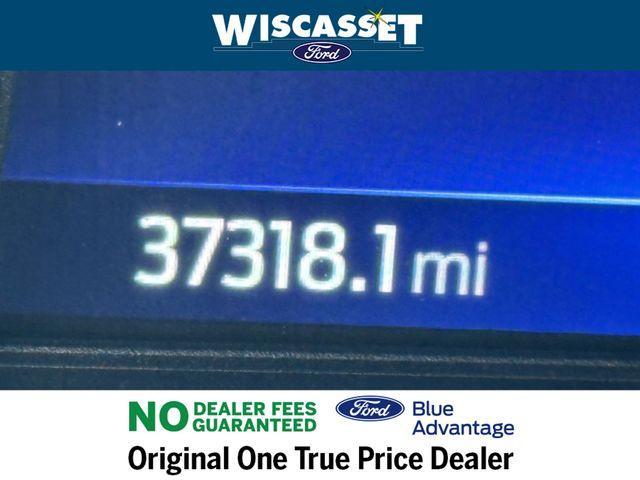 WISCASSET
Ford
37318.1 mi
NO DEALER FEES
GUARANTEED
Ford
Blue
Advantage
Original One True Price Dealer